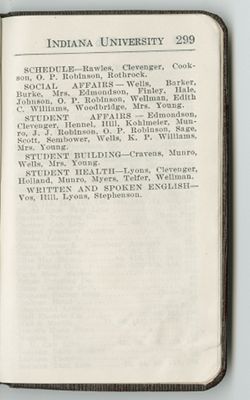 INDIANA UNIVERSITY 299
SCHEDULE—Rawles, Clevenger, Cook-
son, O. P. Robinson, Rothrock.
SOCIAL AFFAIRS—Wells, Barker,
Burke, Mrs. Edmondson, Finley, Hale,
Johnson, O. P. Robinson, Wellman, Edith
C. Williams, Woodbridge, Mrs. Young.
STUDENT AFFAIRS—Edmondson,
Clevenger, Hennel, Hill, Kohlmeier, Mun-
ro, J. J. Robinson, O. P. Robinson, Sage,
Scott, Sembower, Wells, K. P. Williams,
Mrs. Young.
STUDENT BUILDING—Cravens, Munro,
Wells, Mrs. Young.
STUDENT HEALTH—Lyons, Clevenger,
Holland, Munro, Myers, Telfer, Wellman.
WRITTEN AND SPOKEN ENGLISH—
Vos, Hill, Lyons, Stephenson.